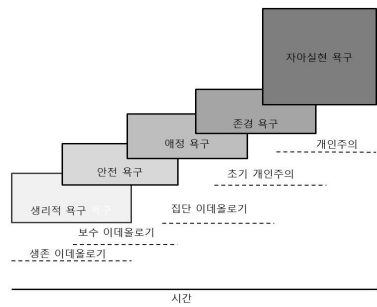 자아실현 욕구
존경 욕구
애정 욕구
개인주의
안전 욕구
초기 개인주의
생리적 욕구
집단 이데올로기
보수 이데올로기
생존 이데올로기
시간